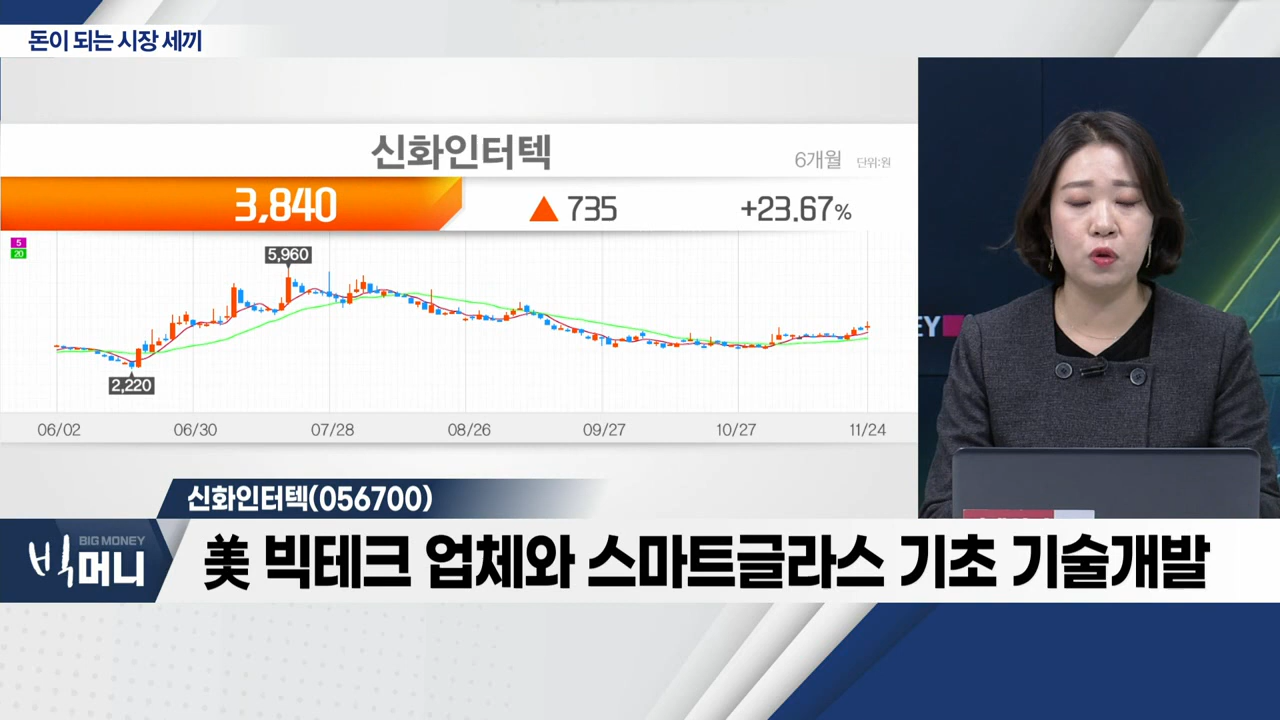 돈이 되는 시장 세끼
신화인터텍
6개월 단위:원
3,840 ▲ 735 +23.67%
5
20
5,960
2,220
06/02 06/30 07/28 08/26 09/27 10/27 11/24
EY
신화인터텍(056700)
BIG MONEY
빅머니
美 빅테크 업체와 스마트글라스 기초 기술개발